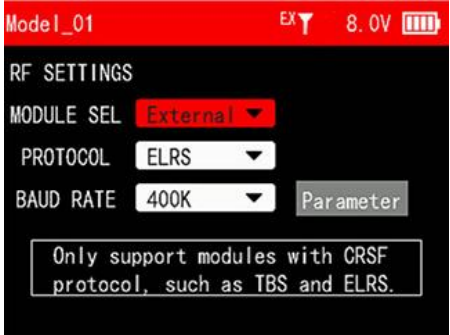 Model_01 EX 8.0V
RF SETTINGS
MODULE SEL External
PROTOCOL ELRS
BAUD RATE 400K Parameter
Only support modules with CRSF
protocol, such as TBS and ELRS.